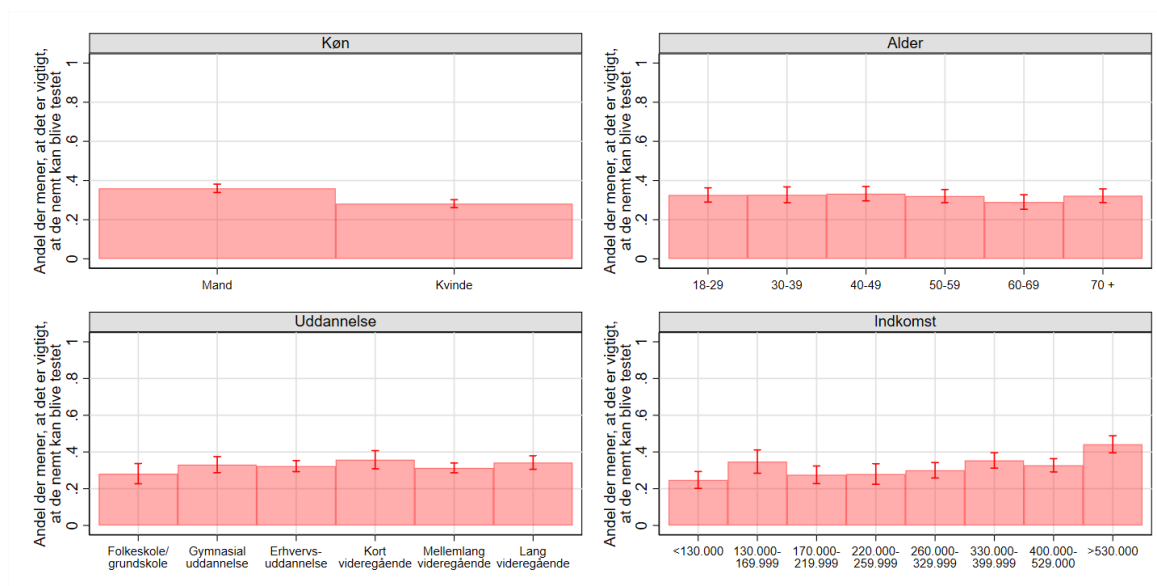 Køn
Andel der mener, at det er vigtigt,
at de nemt kan blive testet
1
.8
.6
.4
.2
0
Mand Kvinde
Alder
Andel der mener, at det er vigtigt,
at de nemt kan blive testet
1
.8
.6
.4
.2
0
18-29 30-39 40-49 50-59 60-69 70 +
Uddannelse
Andel der mener, at det er vigtigt,
at de nemt kan blive testet
1
.8
.6
.4
.2
0
Folkeskole/ Gymnasial Erhvervs- Kort Mellemlang Lang
grundskole uddannelse uddannelse videregående videregående videregående
Indkomst
Andel der mener, at det er vigtigt,
at de nemt kan blive testet
1
.8
.6
.4
.2
0
<130.000 130.000- 170.000- 220.000- 260.000- 330.000- 400.000- >530.000
169.999 219.999 259.999 329.999 399.999 529.000